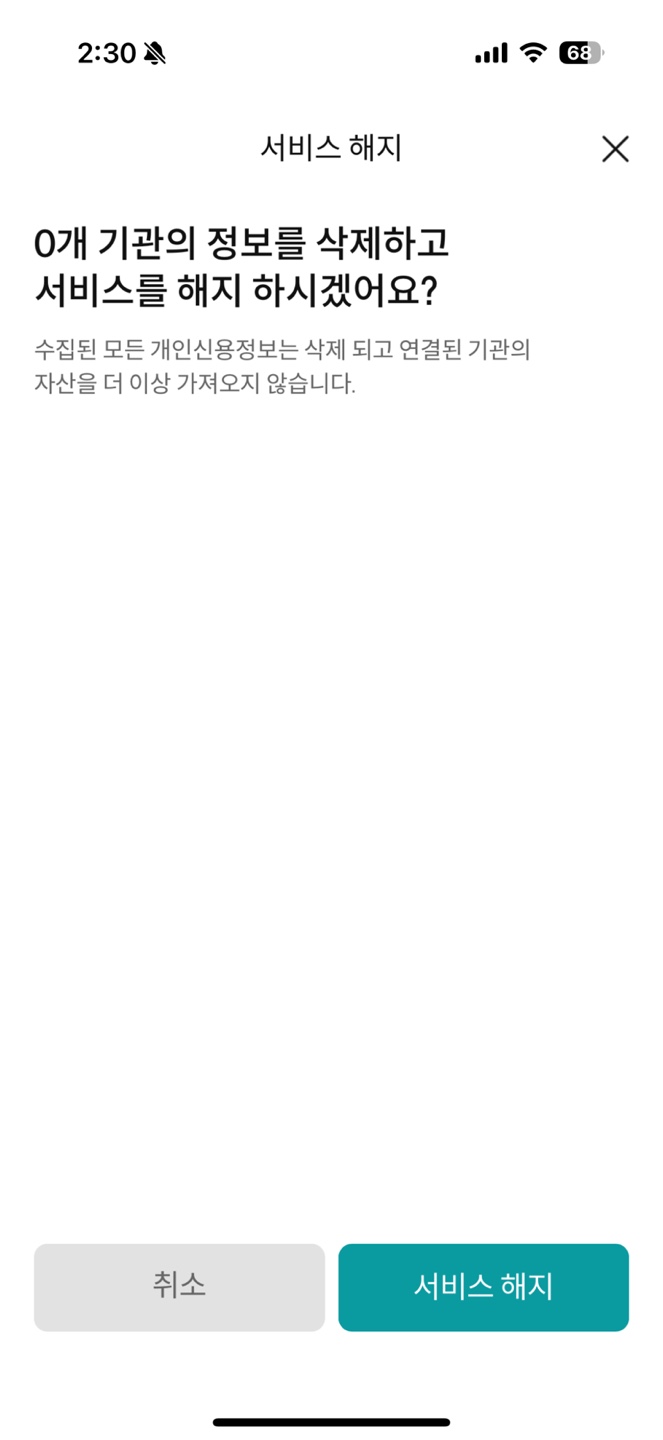 2:30
68
서비스 해지
0개 기관의 정보를 삭제하고
서비스를 해지 하시겠어요?
수집된 모든 개인신용정보는 삭제 되고 연결된 기관의
자산을 더 이상 가져오지 않습니다.
취소
서비스 해지